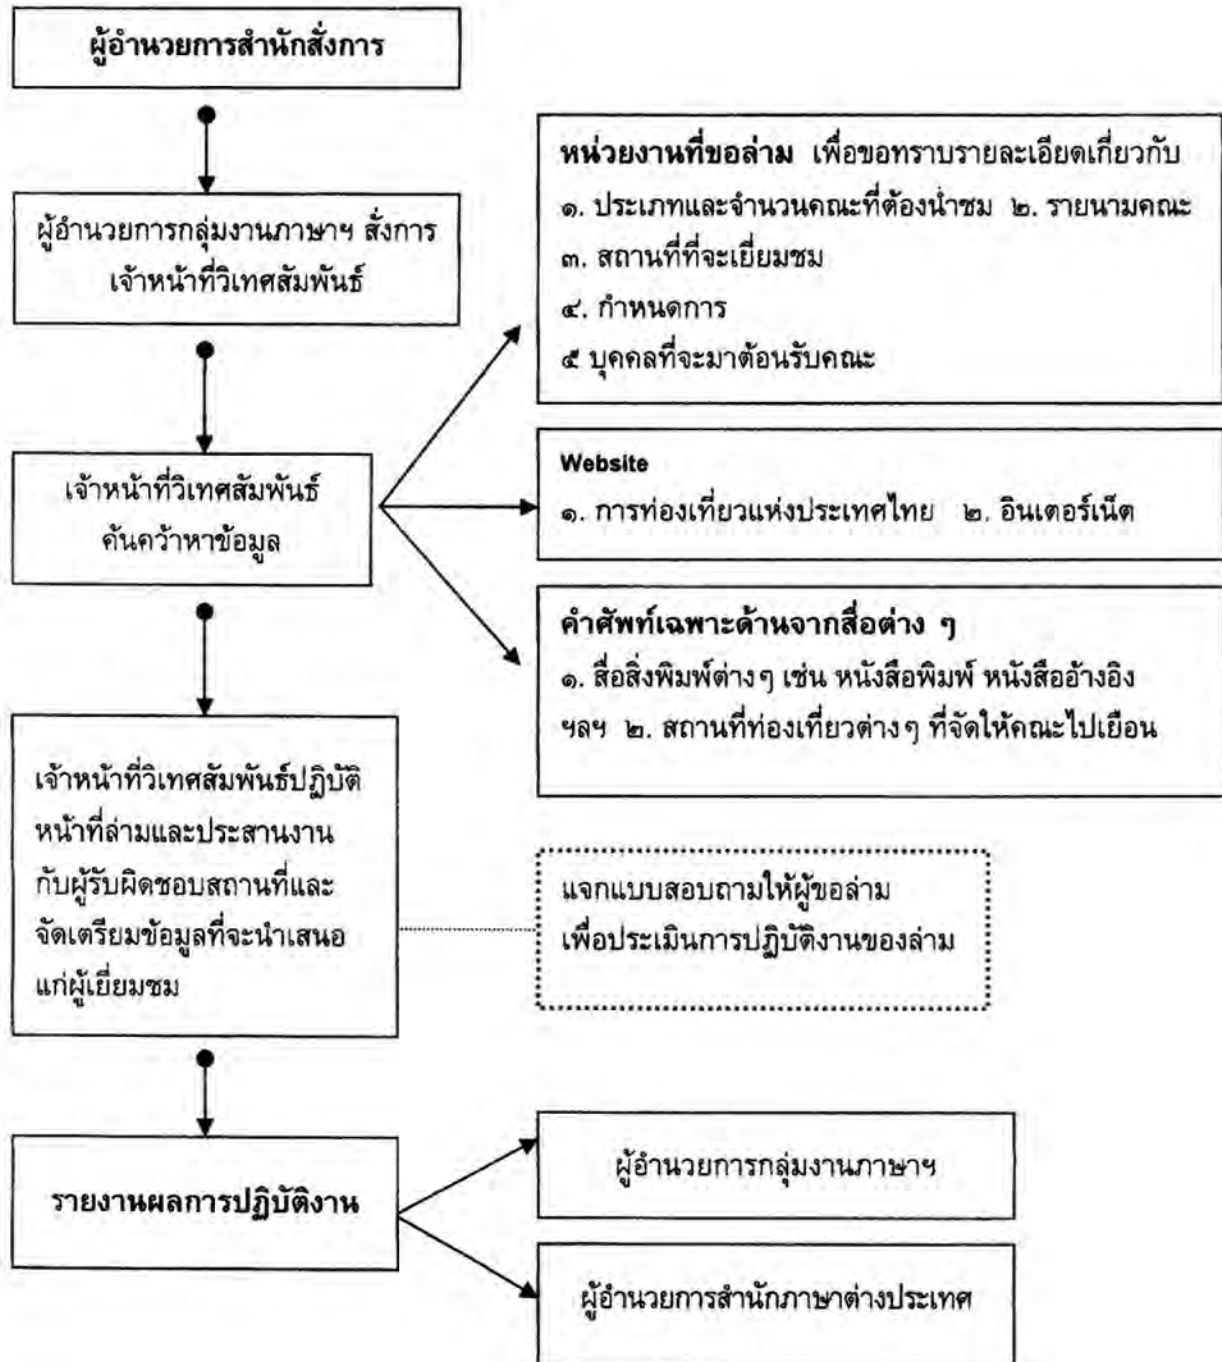 ผู้อำนวยการสำนักสั่งการ
ผู้อำนวยการกลุ่มงานภาษาฯ สั่งการ
เจ้าหน้าที่วิเทศสัมพันธ์
หน่วยงานที่ขอล่าม เพื่อขอทราบรายละเอียดเกี่ยวกับ
๑. ประเภทและจำนวนคณะที่ต้องนำชม ๒. รายนามคณะ
๓. สถานที่ที่จะเยี่ยมชม
๔. กำหนดการ
๕ บุคคลที่จะมาต้อนรับคณะ
เจ้าหน้าที่วิเทศสัมพันธ์
ค้นคว้าหาข้อมูล
Website
๑. การท่องเที่ยวแห่งประเทศไทย ๒. อินเตอร์เน็ต
คำศัพท์เฉพาะด้านจากสื่อต่าง ๆ
๑. สื่อสิ่งพิมพ์ต่างๆ เช่น หนังสือพิมพ์ หนังสืออ้างอิง
ฯลฯ ๒. สถานที่ท่องเที่ยวต่างๆ ที่จัดให้คณะไปเยือน
เจ้าหน้าที่วิเทศสัมพันธ์ปฏิบัติ
หน้าที่ล่ามและประสานงาน
กับผู้รับผิดชอบสถานที่และ
จัดเตรียมข้อมูลที่จะนำเสนอ
แก่ผู้เยี่ยมชม
แจกแบบสอบถามให้ผู้ขอล่าม
เพื่อประเมินการปฏิบัติงานของล่าม
รายงานผลการปฏิบัติงาน
ผู้อำนวยการกลุ่มงานภาษาฯ
ผู้อำนวยการสำนักภาษาต่างประเทศ